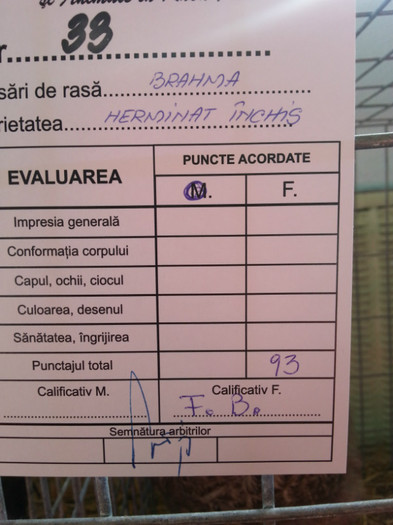 r. 33
sări de rasă BRAHMA
rietatea HERMINAT ÎNCHIS
EVALUAREA PUNCTE ACORDATE
M. F.
Impresia generală
Conformația corpului
Capul, ochii, ciocul
Culoarea, desenul
Sănătatea, îngrijirea
Punctajul total 93
Calificativ M. Calificativ F.
F. B.
Semnătura arbitrilor